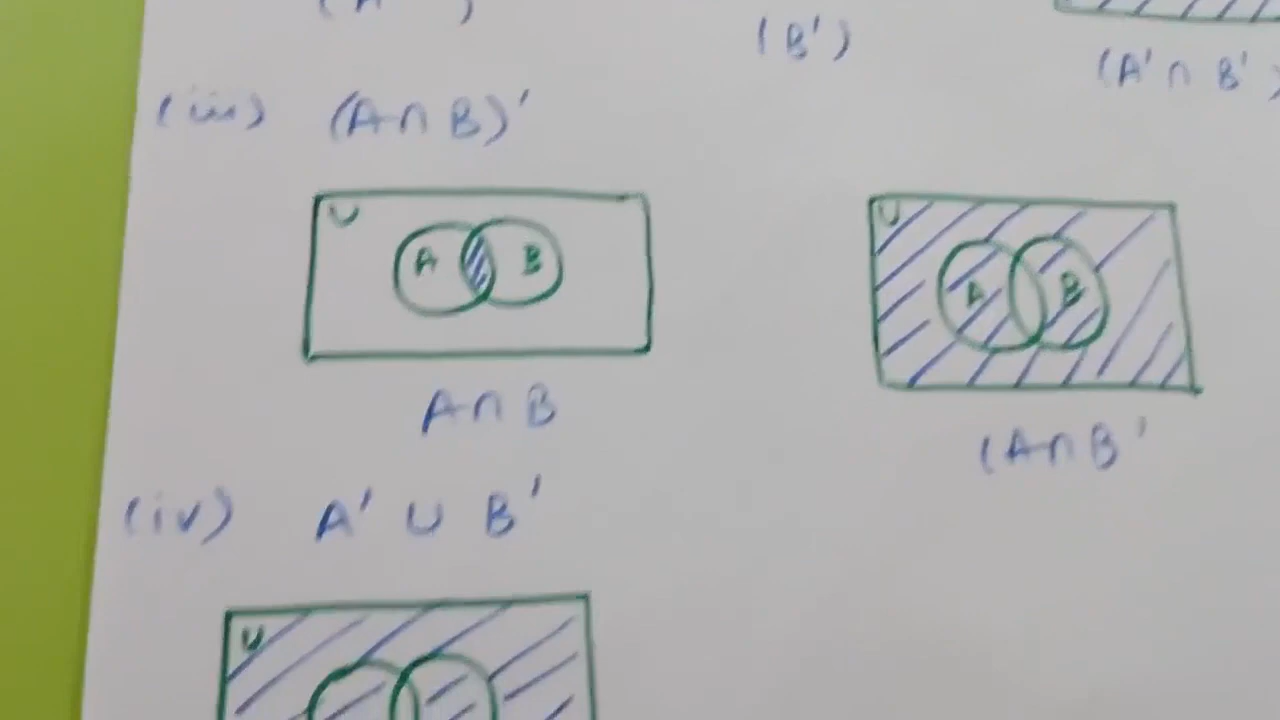 (B')
(A' ∩ B')
(iii) (A∩ B)'
U
A B
A∩ B
U
A B
(A∩ B'
(iv) A' ∪ B'
U